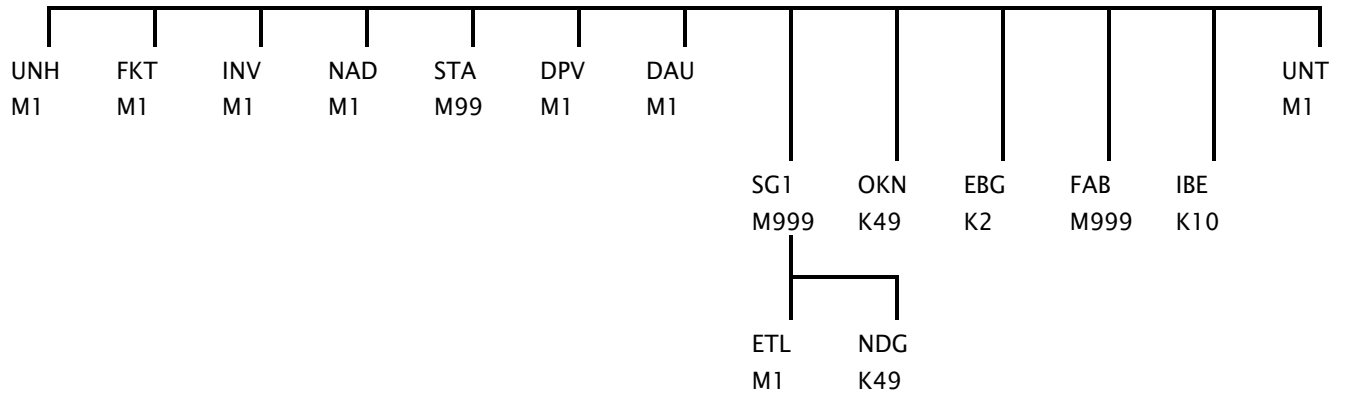 UNH FKT INV NAD STA DPV DAU UNT
M1 M1 M1 M1 M99 M1 M1 M1
SG1 OKN EBG FAB IBE
M999 K49 K2 M999 K10
ETL NDG
M1 K49